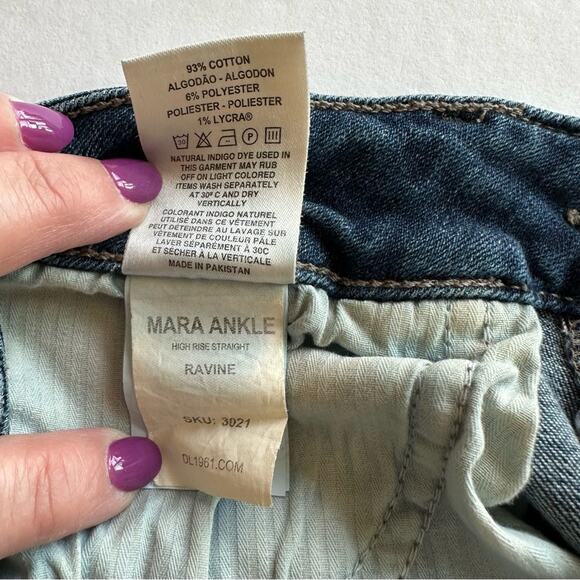 93% COTTON
ALGODÃO - ALGODON
6% POLYESTER
POLIESTER - POLIESTER
1% LYCRA®
30
P
NATURAL INDIGO DYE USED IN
THIS GARMENT MAY RUB
OFF ON LIGHT COLORED
ITEMS WASH SEPARATELY
AT 30º C AND DRY
VERTICALLY
COLORANT INDIGO NATUREL
UTILISÉ DANS CE VÊTEMENT
PEUT DÉTEINDRE AU LAVAGE SUR
VÊTEMENT DE COULEUR PÂLE
LAVER SÉPARÉMENT À 30C
ET SÉCHER À LA VERTICALE
MADE IN PAKISTAN
MARA ANKLE
HIGH RISE STRAIGHT
RAVINE
SKU: 3021
DL1961.COM